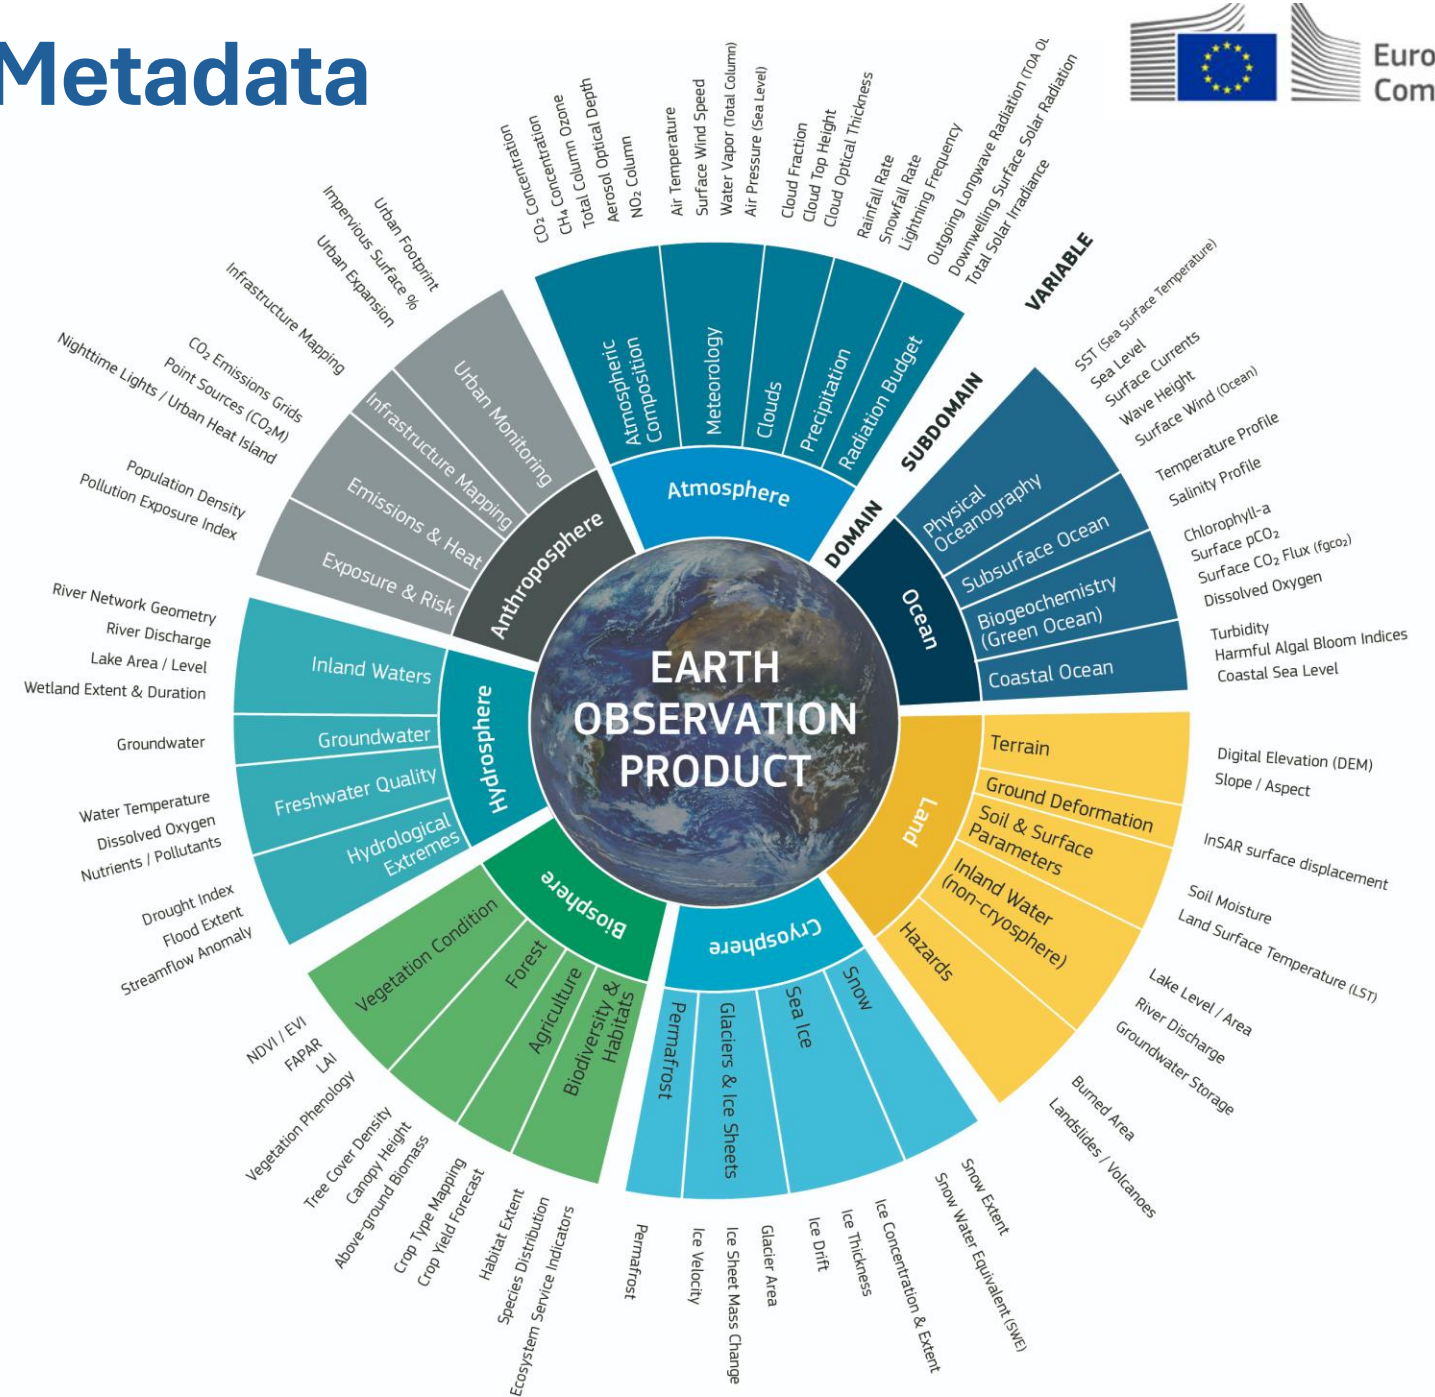 Metadata
Euro
Com
EARTH
OBSERVATION
PRODUCT
DOMAIN
SUBDOMAIN
VARIABLE
Atmosphere
Atmospheric
Composition
CO₂ Concentration
CH₄ Concentration
Total Column Ozone
Aerosol Optical Depth
NO₂ Column
Meteorology
Air Temperature
Surface Wind Speed
Water Vapor (Total Column)
Air Pressure (Sea Level)
Clouds
Cloud Fraction
Cloud Top Height
Cloud Optical Thickness
Precipitation
Rainfall Rate
Snowfall Rate
Lightning Frequency
Radiation Budget
Outgoing Longwave Radiation (TOA OL
Downwelling Surface Solar Radiation
Total Solar Irradiance
Ocean
Physical
Oceanography
SST (Sea Surface Temperature)
Sea Level
Surface Currents
Wave Height
Surface Wind (Ocean)
Subsurface Ocean
Temperature Profile
Salinity Profile
Biogeochemistry
(Green Ocean)
Chlorophyll-a
Surface pCO₂
Surface CO₂ Flux (fgco₂)
Dissolved Oxygen
Coastal Ocean
Turbidity
Harmful Algal Bloom Indices
Coastal Sea Level
Land
Terrain
Digital Elevation (DEM)
Slope / Aspect
Ground Deformation
InSAR surface displacement
Soil & Surface
Parameters
Soil Moisture
Land Surface Temperature (LST)
Inland Water
(non-cryosphere)
Lake Level / Area
River Discharge
Groundwater Storage
Hazards
Burned Area
Landslides / Volcanoes
Cryosphere
Snow
Snow Extent
Snow Water Equivalent (SWE)
Sea Ice
Ice Concentration & Extent
Ice Thickness
Ice Drift
Glaciers & Ice Sheets
Glacier Area
Ice Sheet Mass Change
Ice Velocity
Permafrost
Permafrost
Biosphere
Biodiversity &
Habitats
Habitat Extent
Species Distribution
Ecosystem Service Indicators
Agriculture
Crop Type Mapping
Crop Yield Forecast
Forest
Tree Cover Density
Canopy Height
Above-ground Biomass
Vegetation Condition
NDVI / EVI
FAPAR
LAI
Vegetation Phenology
Hydrosphere
Hydrological
Extremes
Drought Index
Flood Extent
Streamflow Anomaly
Freshwater Quality
Water Temperature
Dissolved Oxygen
Nutrients / Pollutants
Groundwater
Groundwater
Inland Waters
River Network Geometry
River Discharge
Lake Area / Level
Wetland Extent & Duration
Anthroposphere
Exposure & Risk
Population Density
Pollution Exposure Index
Emissions & Heat
CO₂ Emissions Grids
Point Sources (CO₂M)
Nighttime Lights / Urban Heat Island
Infrastructure Mapping
Infrastructure Mapping
Urban Monitoring
Urban Footprint
Impervious Surface %
Urban Expansion